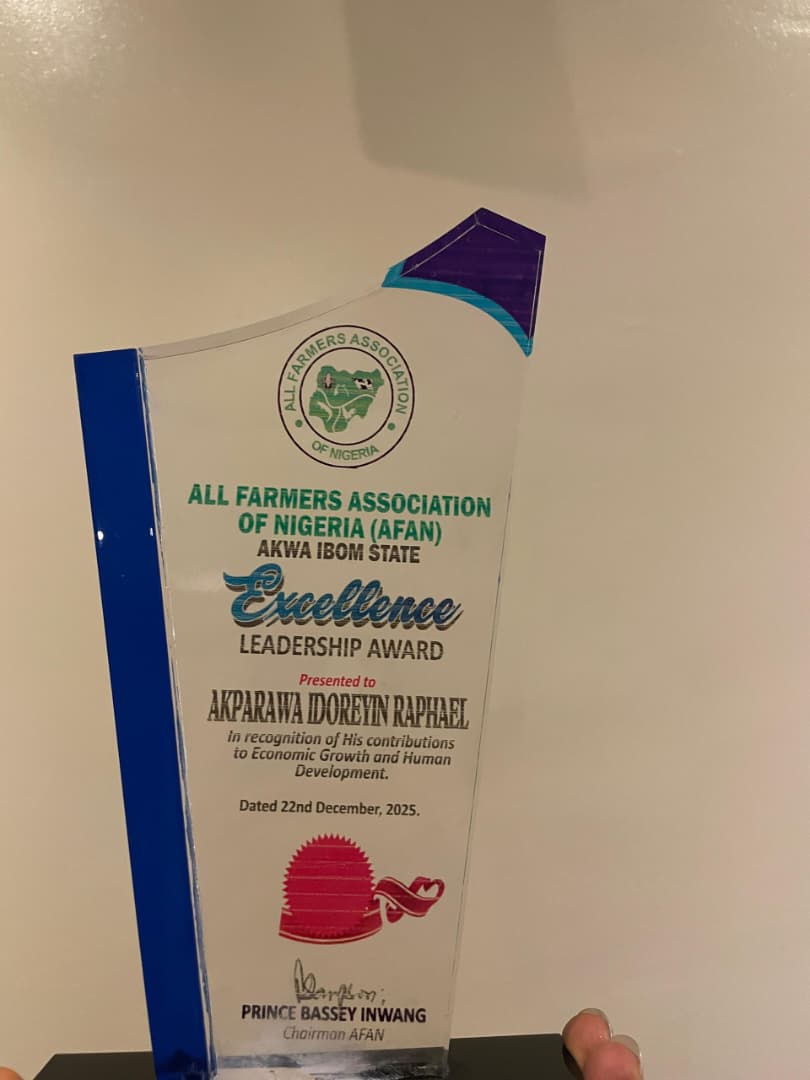 ALL FARMERS ASSOCIATION
OF NIGERIA
ALL FARMERS ASSOCIATION
OF NIGERIA (AFAN)
AKWA IBOM STATE
Excellence
LEADERSHIP AWARD
Presented to
AKPARAWA IDOREYIN RAPHAEL
In recognition of His contributions
to Economic Growth and Human
Development.
Dated 22nd December, 2025.
PRINCE BASSEY INWANG
Chairman AFAN